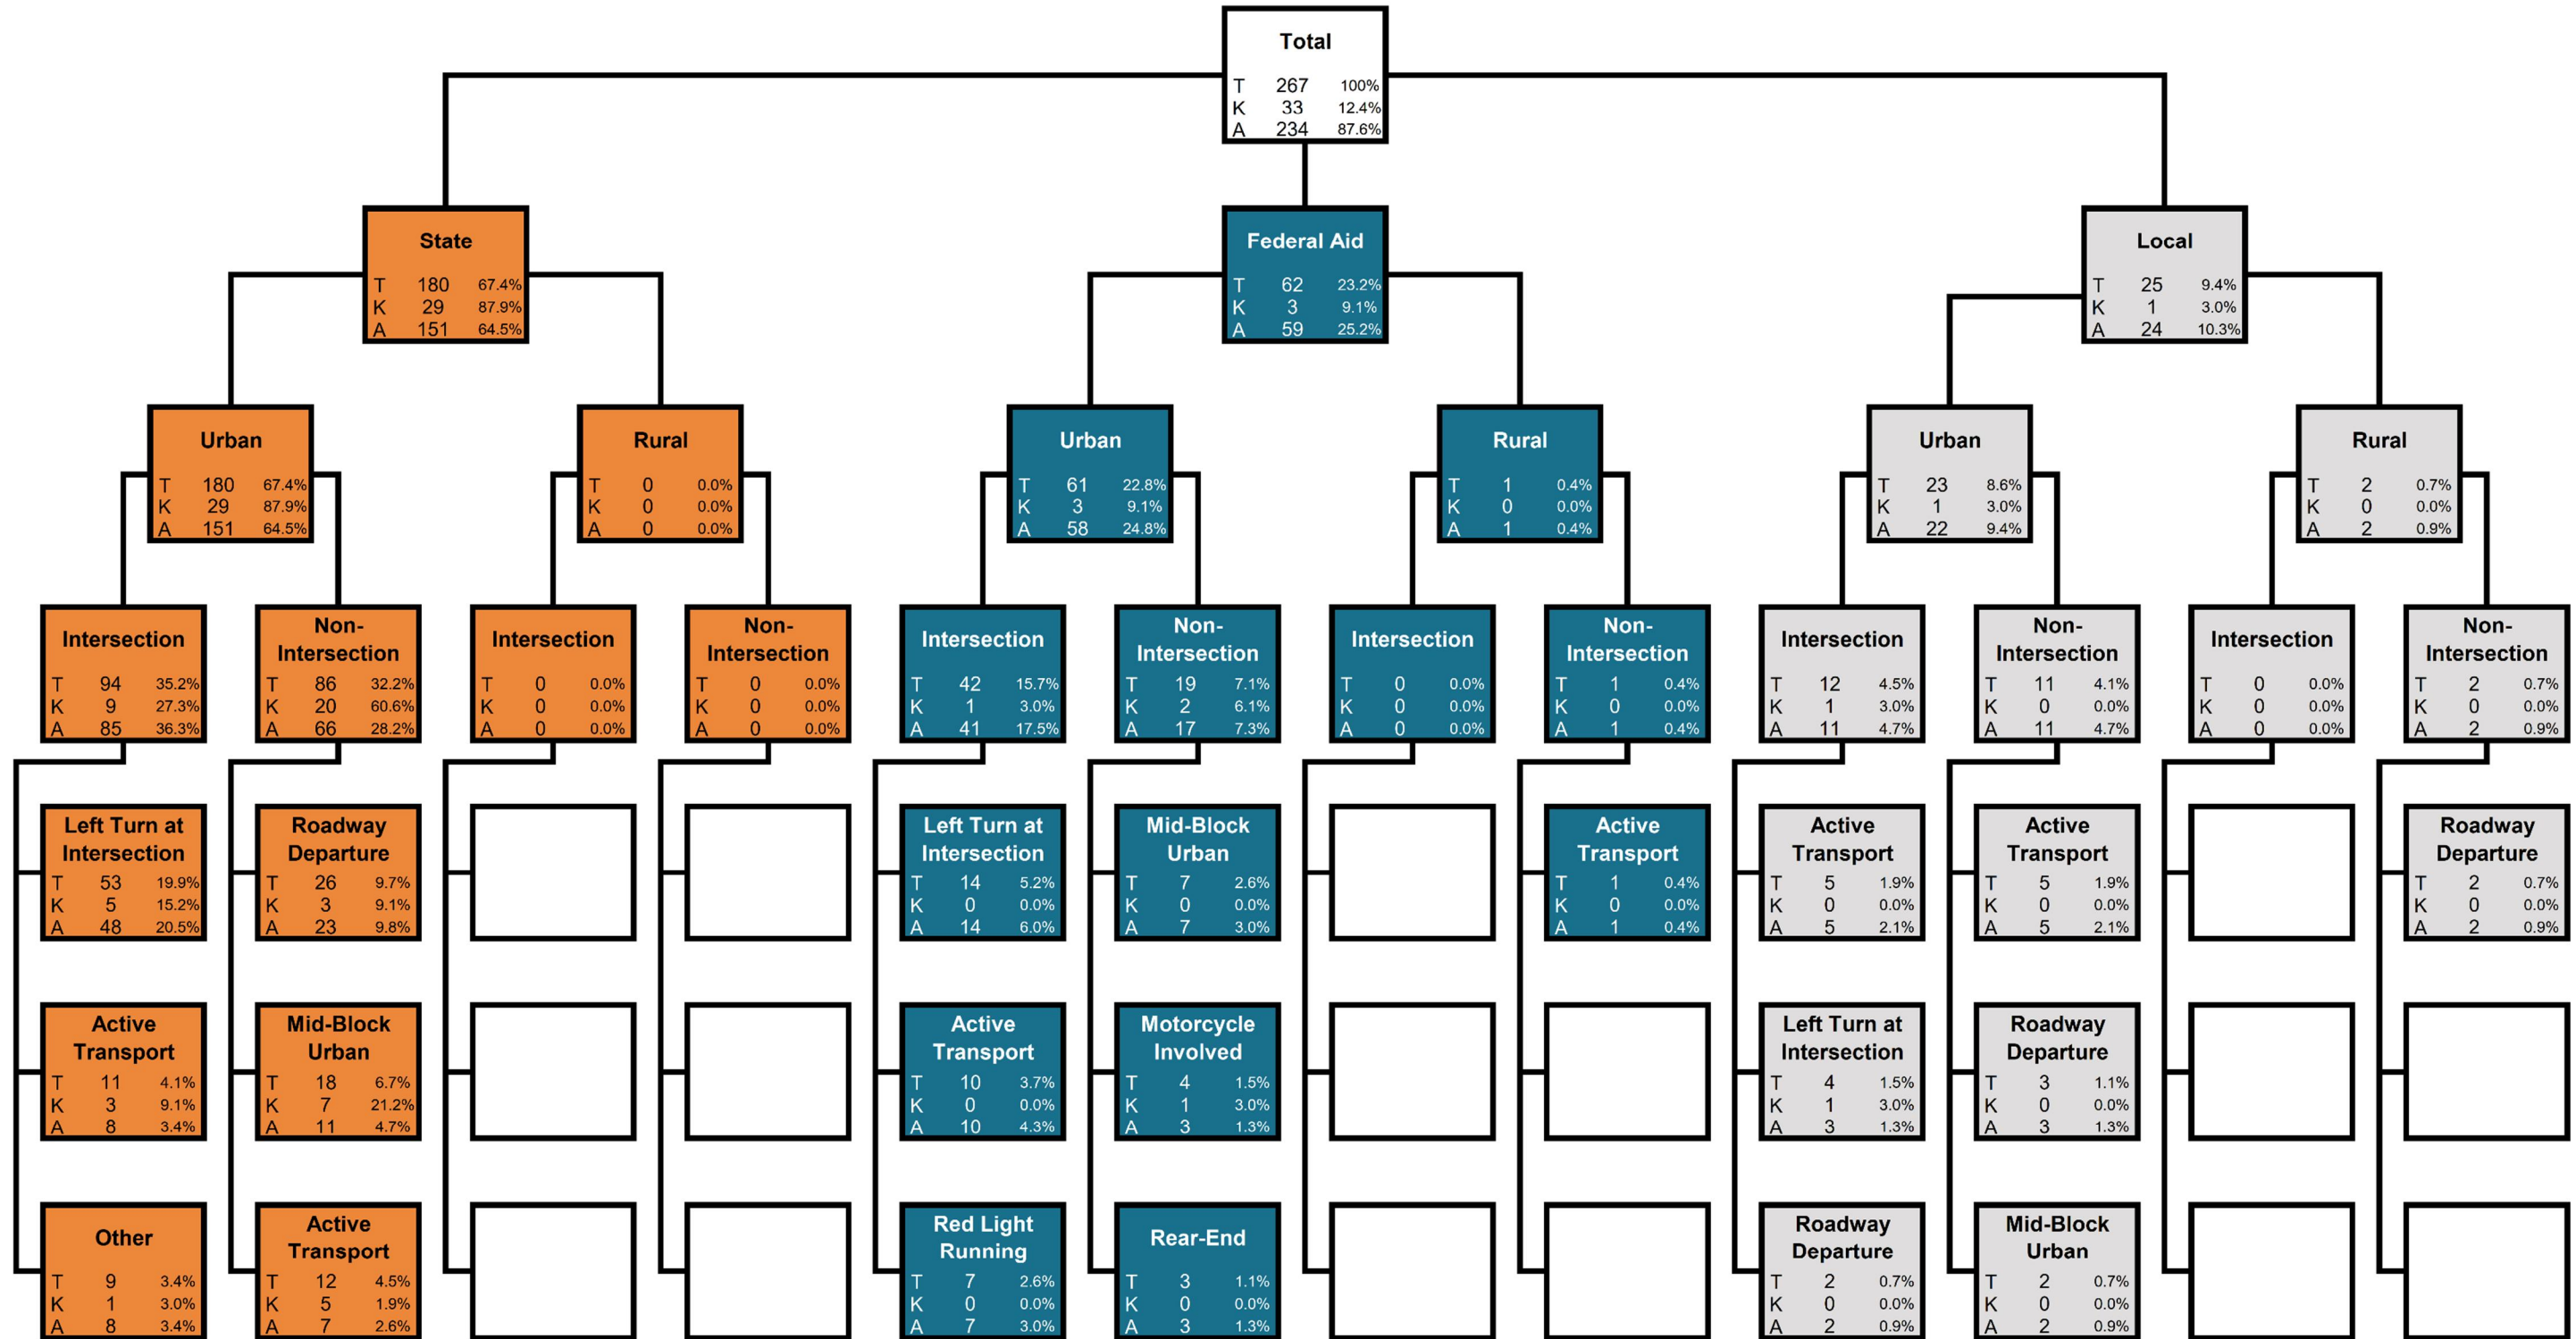 Total
T 267 100%
K 33 12.4%
A 234 87.6%
State
T 180 67.4%
K 29 87.9%
A 151 64.5%
Federal Aid
T 62 23.2%
K 3 9.1%
A 59 25.2%
Local
T 25 9.4%
K 1 3.0%
A 24 10.3%
Urban
T 180 67.4%
K 29 87.9%
A 151 64.5%
Rural
T 0 0.0%
K 0 0.0%
A 0 0.0%
Urban
T 61 22.8%
K 3 9.1%
A 58 24.8%
Rural
T 1 0.4%
K 0 0.0%
A 1 0.4%
Urban
T 23 8.6%
K 1 3.0%
A 22 9.4%
Rural
T 2 0.7%
K 0 0.0%
A 2 0.9%
Intersection
T 94 35.2%
K 9 27.3%
A 85 36.3%
Non-
Intersection
T 86 32.2%
K 20 60.6%
A 66 28.2%
Intersection
T 0 0.0%
K 0 0.0%
A 0 0.0%
Non-
Intersection
T 0 0.0%
K 0 0.0%
A 0 0.0%
Intersection
T 42 15.7%
K 1 3.0%
A 41 17.5%
Non-
Intersection
T 19 7.1%
K 2 6.1%
A 17 7.3%
Intersection
T 0 0.0%
K 0 0.0%
A 0 0.0%
Non-
Intersection
T 1 0.4%
K 0 0.0%
A 1 0.4%
Intersection
T 12 4.5%
K 1 3.0%
A 11 4.7%
Non-
Intersection
T 11 4.1%
K 0 0.0%
A 11 4.7%
Intersection
T 0 0.0%
K 0 0.0%
A 0 0.0%
Non-
Intersection
T 2 0.7%
K 0 0.0%
A 2 0.9%
Left Turn at
Intersection
T 53 19.9%
K 5 15.2%
A 48 20.5%
Roadway
Departure
T 26 9.7%
K 3 9.1%
A 23 9.8%
Left Turn at
Intersection
T 14 5.2%
K 0 0.0%
A 14 6.0%
Mid-Block
Urban
T 7 2.6%
K 0 0.0%
A 7 3.0%
Active
Transport
T 1 0.4%
K 0 0.0%
A 1 0.4%
Active
Transport
T 5 1.9%
K 0 0.0%
A 5 2.1%
Active
Transport
T 5 1.9%
K 0 0.0%
A 5 2.1%
Roadway
Departure
T 2 0.7%
K 0 0.0%
A 2 0.9%
Active
Transport
T 11 4.1%
K 3 9.1%
A 8 3.4%
Mid-Block
Urban
T 18 6.7%
K 7 21.2%
A 11 4.7%
Active
Transport
T 10 3.7%
K 0 0.0%
A 10 4.3%
Motorcycle
Involved
T 4 1.5%
K 1 3.0%
A 3 1.3%
Left Turn at
Intersection
T 4 1.5%
K 1 3.0%
A 3 1.3%
Roadway
Departure
T 3 1.1%
K 0 0.0%
A 3 1.3%
Other
T 9 3.4%
K 1 3.0%
A 8 3.4%
Active
Transport
T 12 4.5%
K 5 1.9%
A 7 2.6%
Red Light
Running
T 7 2.6%
K 0 0.0%
A 7 3.0%
Rear-End
T 3 1.1%
K 0 0.0%
A 3 1.3%
Roadway
Departure
T 2 0.7%
K 0 0.0%
A 2 0.9%
Mid-Block
Urban
T 2 0.7%
K 0 0.0%
A 2 0.9%